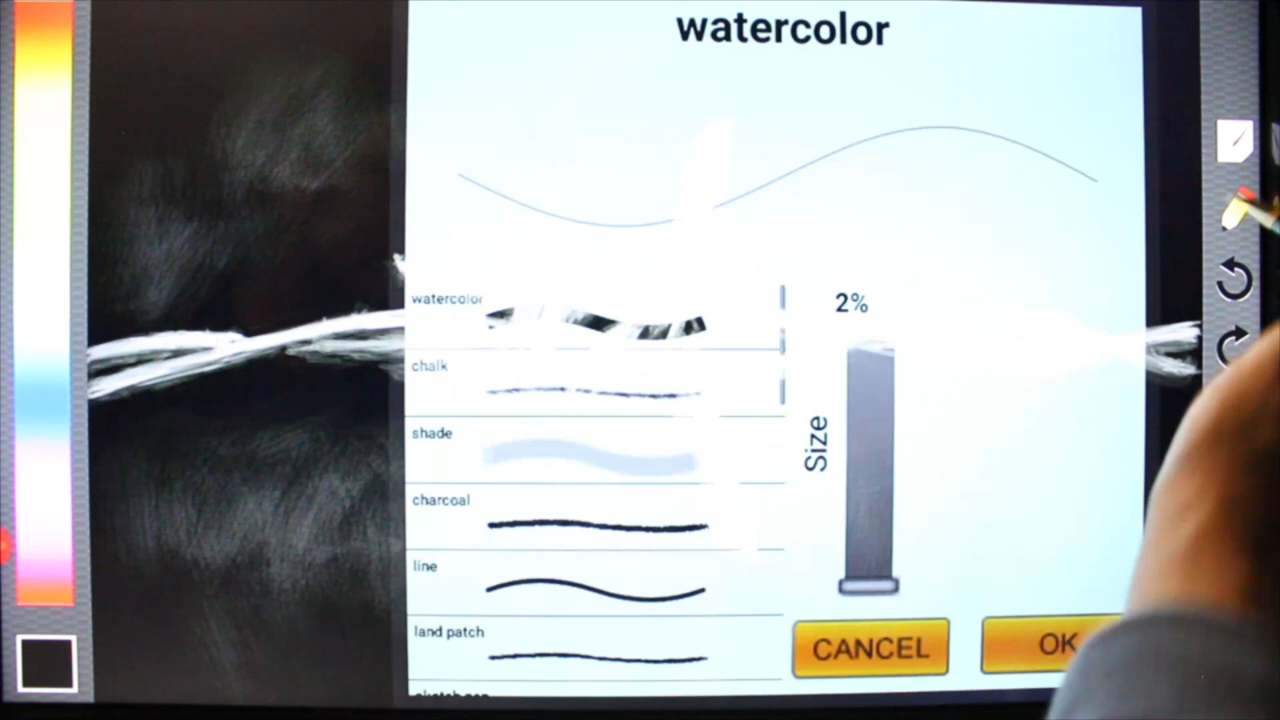 watercolor
watercolor
2%
chalk
shade
Size
charcoal
line
land patch
CANCEL
OK